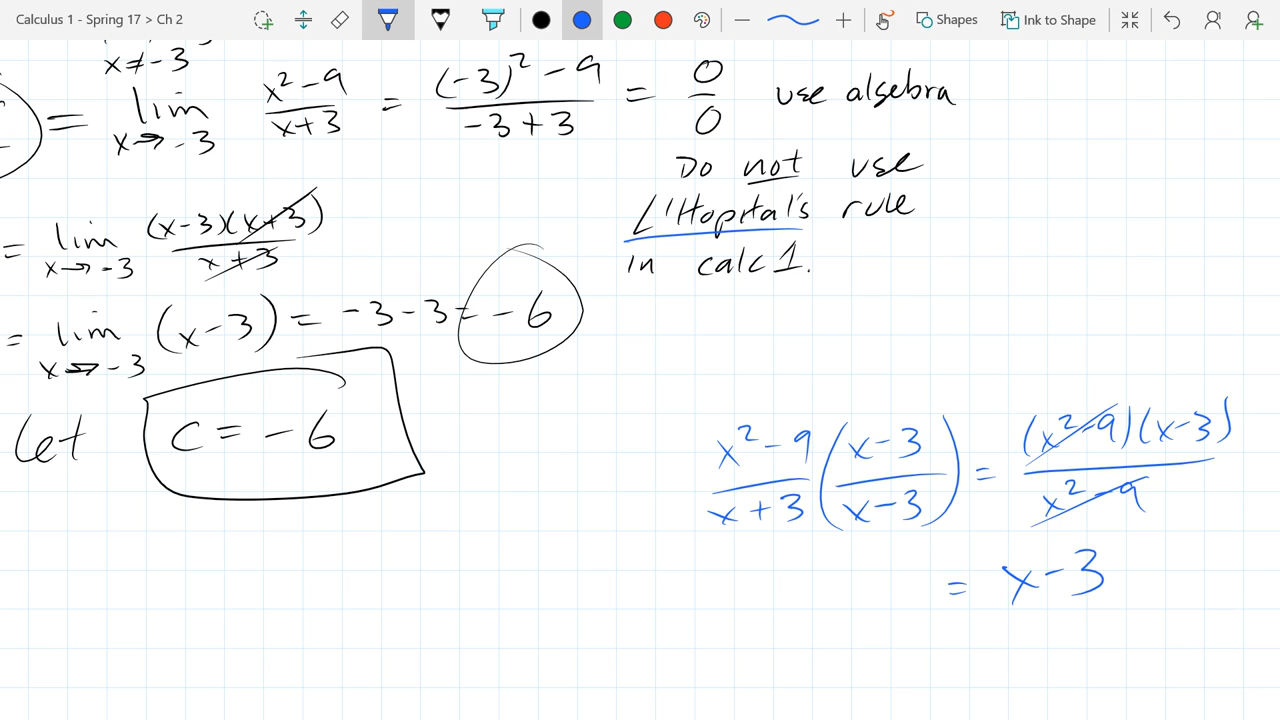 Calculus 1 - Spring 17 > Ch 2
Shapes
Ink to Shape
x ≠ -3
= lim x→-3 (x² - 9)/(x + 3) = ((-3)² - 9)/(-3 + 3) = 0/0 use algebra
Do not use
L'Hopital's rule
in calc 1.
= lim x→-3 ((x-3)(x+3))/(x+3)
= lim x→-3 (x-3) = -3 - 3 = -6
Let c = -6
(x² - 9)/(x + 3) ((x-3)/(x-3)) = ((x² - 9)(x-3))/(x² - 9)
= x - 3